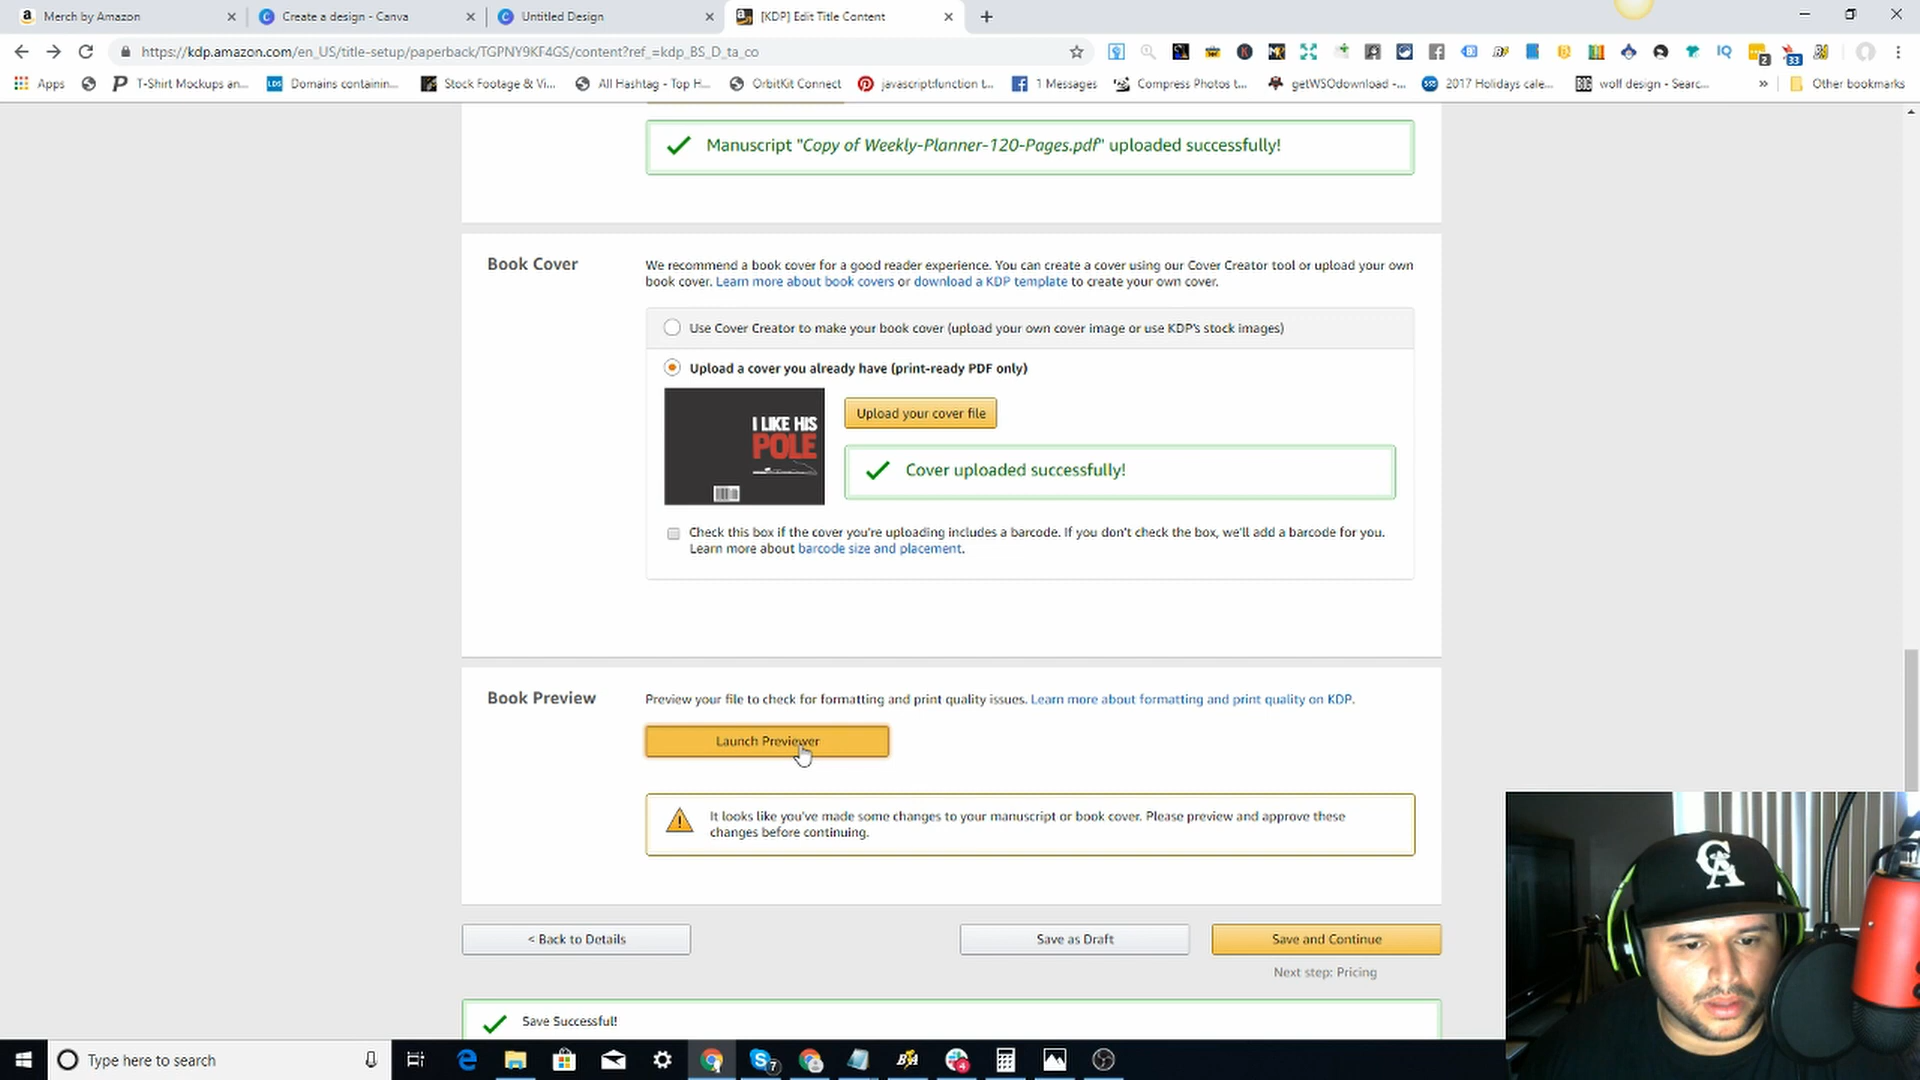 Merch by Amazon
Create a design - Canva
Untitled Design
[KDP] Edit Title Content
https://kdp.amazon.com/en_US/title-setup/paperback/TGPNY9KF4GS/content?ref_=kdp_BS_D_ta_co
Apps
T-Shirt Mockups an...
Domains containin...
Stock Footage & Vi...
All Hashtag - Top H...
OrbitKit Connect
javascript:function t...
1 Messages
Compress Photos t...
getWSOdownload -...
2017 Holidays cale...
wolf design - Searc...
»
Other bookmarks
Manuscript "Copy of Weekly-Planner-120-Pages.pdf" uploaded successfully!
Book Cover
We recommend a book cover for a good reader experience. You can create a cover using our Cover Creator tool or upload your own
book cover. Learn more about book covers or download a KDP template to create your own cover.
Use Cover Creator to make your book cover (upload your own cover image or use KDP's stock images)
Upload a cover you already have (print-ready PDF only)
I LIKE HIS
POLE
Upload your cover file
Cover uploaded successfully!
Check this box if the cover you're uploading includes a barcode. If you don't check the box, we'll add a barcode for you.
Learn more about barcode size and placement.
Book Preview
Preview your file to check for formatting and print quality issues. Learn more about formatting and print quality on KDP.
Launch Previewer
It looks like you've made some changes to your manuscript or book cover. Please preview and approve these
changes before continuing.
< Back to Details
Save as Draft
Save and Continue
Next step: Pricing
Save Successful!
Type here to search